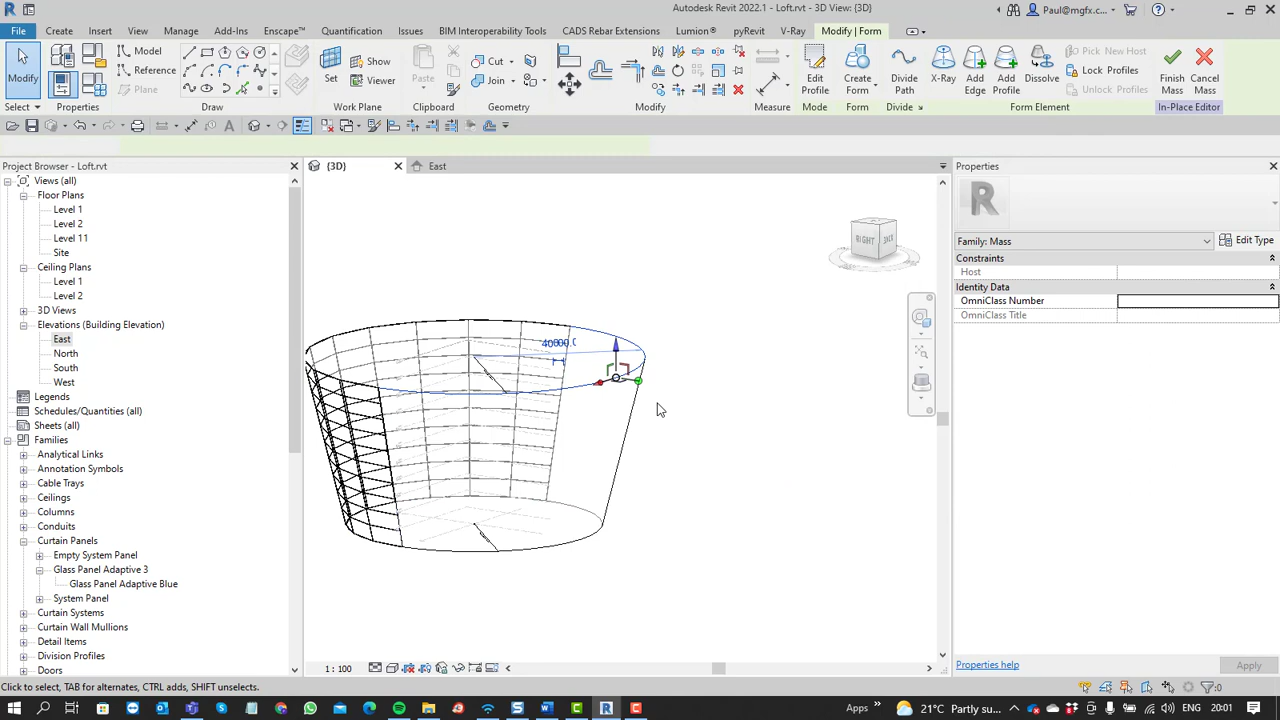 Autodesk Revit 2022.1 - Loft.rvt - 3D View: {3D}
Paul@mgfx.c...
File Create Insert View Manage Add-Ins Enscape™ Quantification Issues BIM Interoperability Tools CADS Rebar Extensions Lumion® pyRevit V-Ray Modify | Form
Modify
Select
Properties
Model
Reference
Plane
Draw
Set
Show
Viewer
Work Plane
Paste
Clipboard
Cut
Join
Geometry
Modify
Measure
Edit Profile
Mode
Create Form
Form
Divide Path
Divide
X-Ray
Add Edge
Add Profile
Dissolve
Pick New Host
Lock Profiles
Unlock Profiles
Form Element
Finish Mass
Cancel Mass
In-Place Editor
Project Browser - Loft.rvt
Views (all)
Floor Plans
Level 1
Level 2
Level 11
Site
Ceiling Plans
Level 1
Level 2
3D Views
Elevations (Building Elevation)
East
North
South
West
Legends
Schedules/Quantities (all)
Sheets (all)
Families
Analytical Links
Annotation Symbols
Cable Trays
Ceilings
Columns
Conduits
Curtain Panels
Empty System Panel
Glass Panel Adaptive 3
Glass Panel Adaptive Blue
System Panel
Curtain Systems
Curtain Wall Mullions
Detail Items
Division Profiles
Doors
{3D}
East
RIGHT
BACK
40000.0
1 : 100
Properties
R
Family: Mass
Edit Type
Constraints
Host
Identity Data
OmniClass Number
OmniClass Title
Properties help
Apply
Click to select, TAB for alternates, CTRL adds, SHIFT unselects.
:0
Apps
21°C Partly su...
ENG
20:01